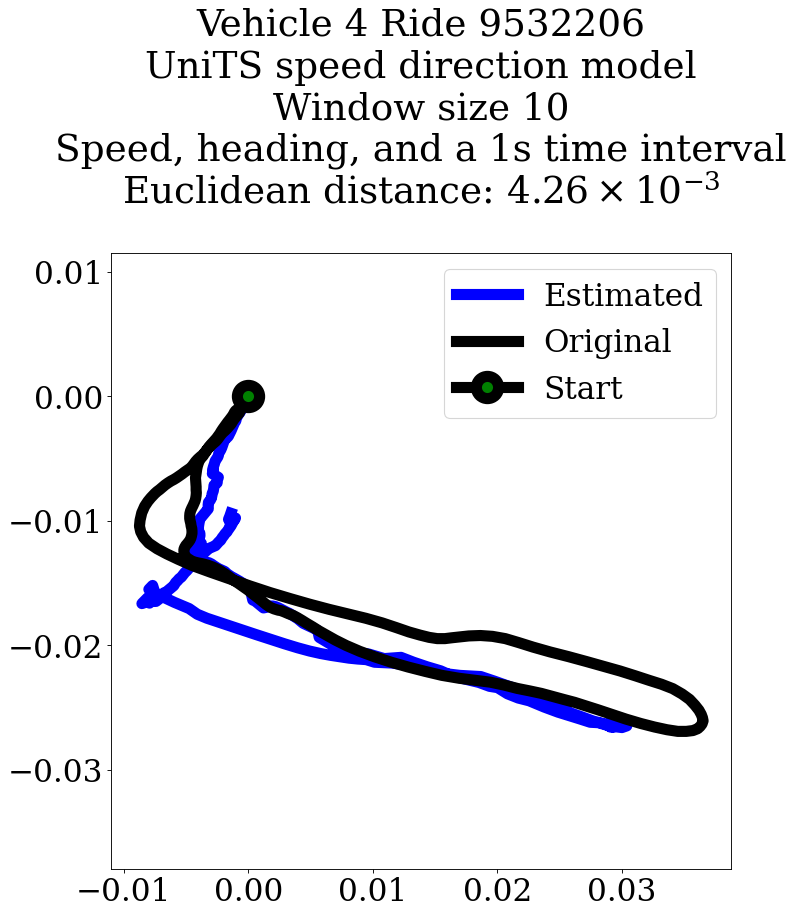 Vehicle 4 Ride 9532206
UniTS speed direction model
Window size 10
Speed, heading, and a 1s time interval
Euclidean distance: 4.26 × 10⁻³
Estimated
Original
Start
0.01
0.00
−0.01
−0.02
−0.03
−0.01 0.00 0.01 0.02 0.03